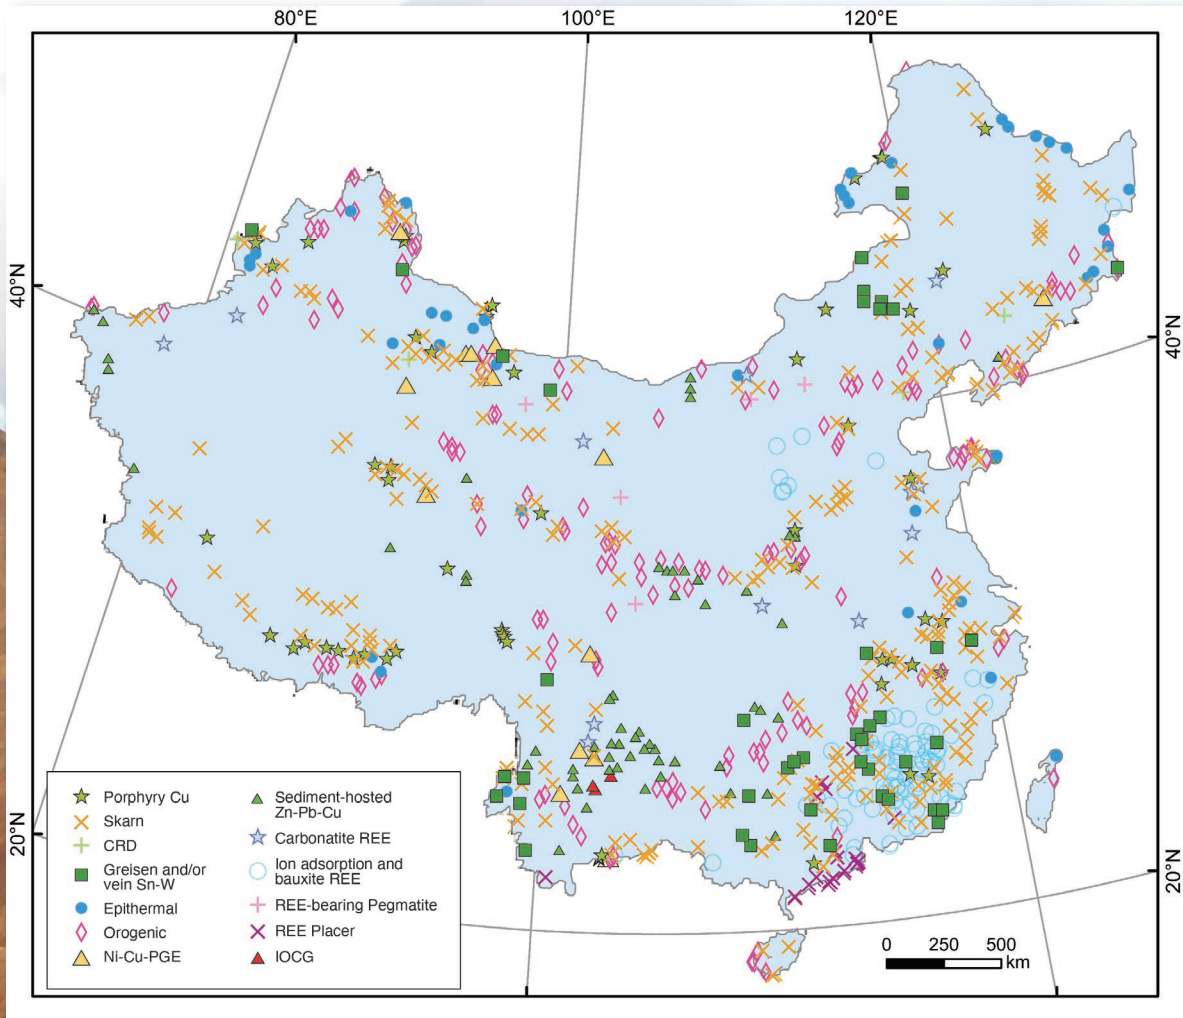 80°E
100°E
120°E
40°N
40°N
20°N
20°N
Porphyry Cu
Skarn
CRD
Greisen and/or
vein Sn-W
Epithermal
Orogenic
Ni-Cu-PGE
Sediment-hosted
Zn-Pb-Cu
Carbonatite REE
Ion adsorption and
bauxite REE
REE-bearing Pegmatite
REE Placer
IOCG
0 250 500
km